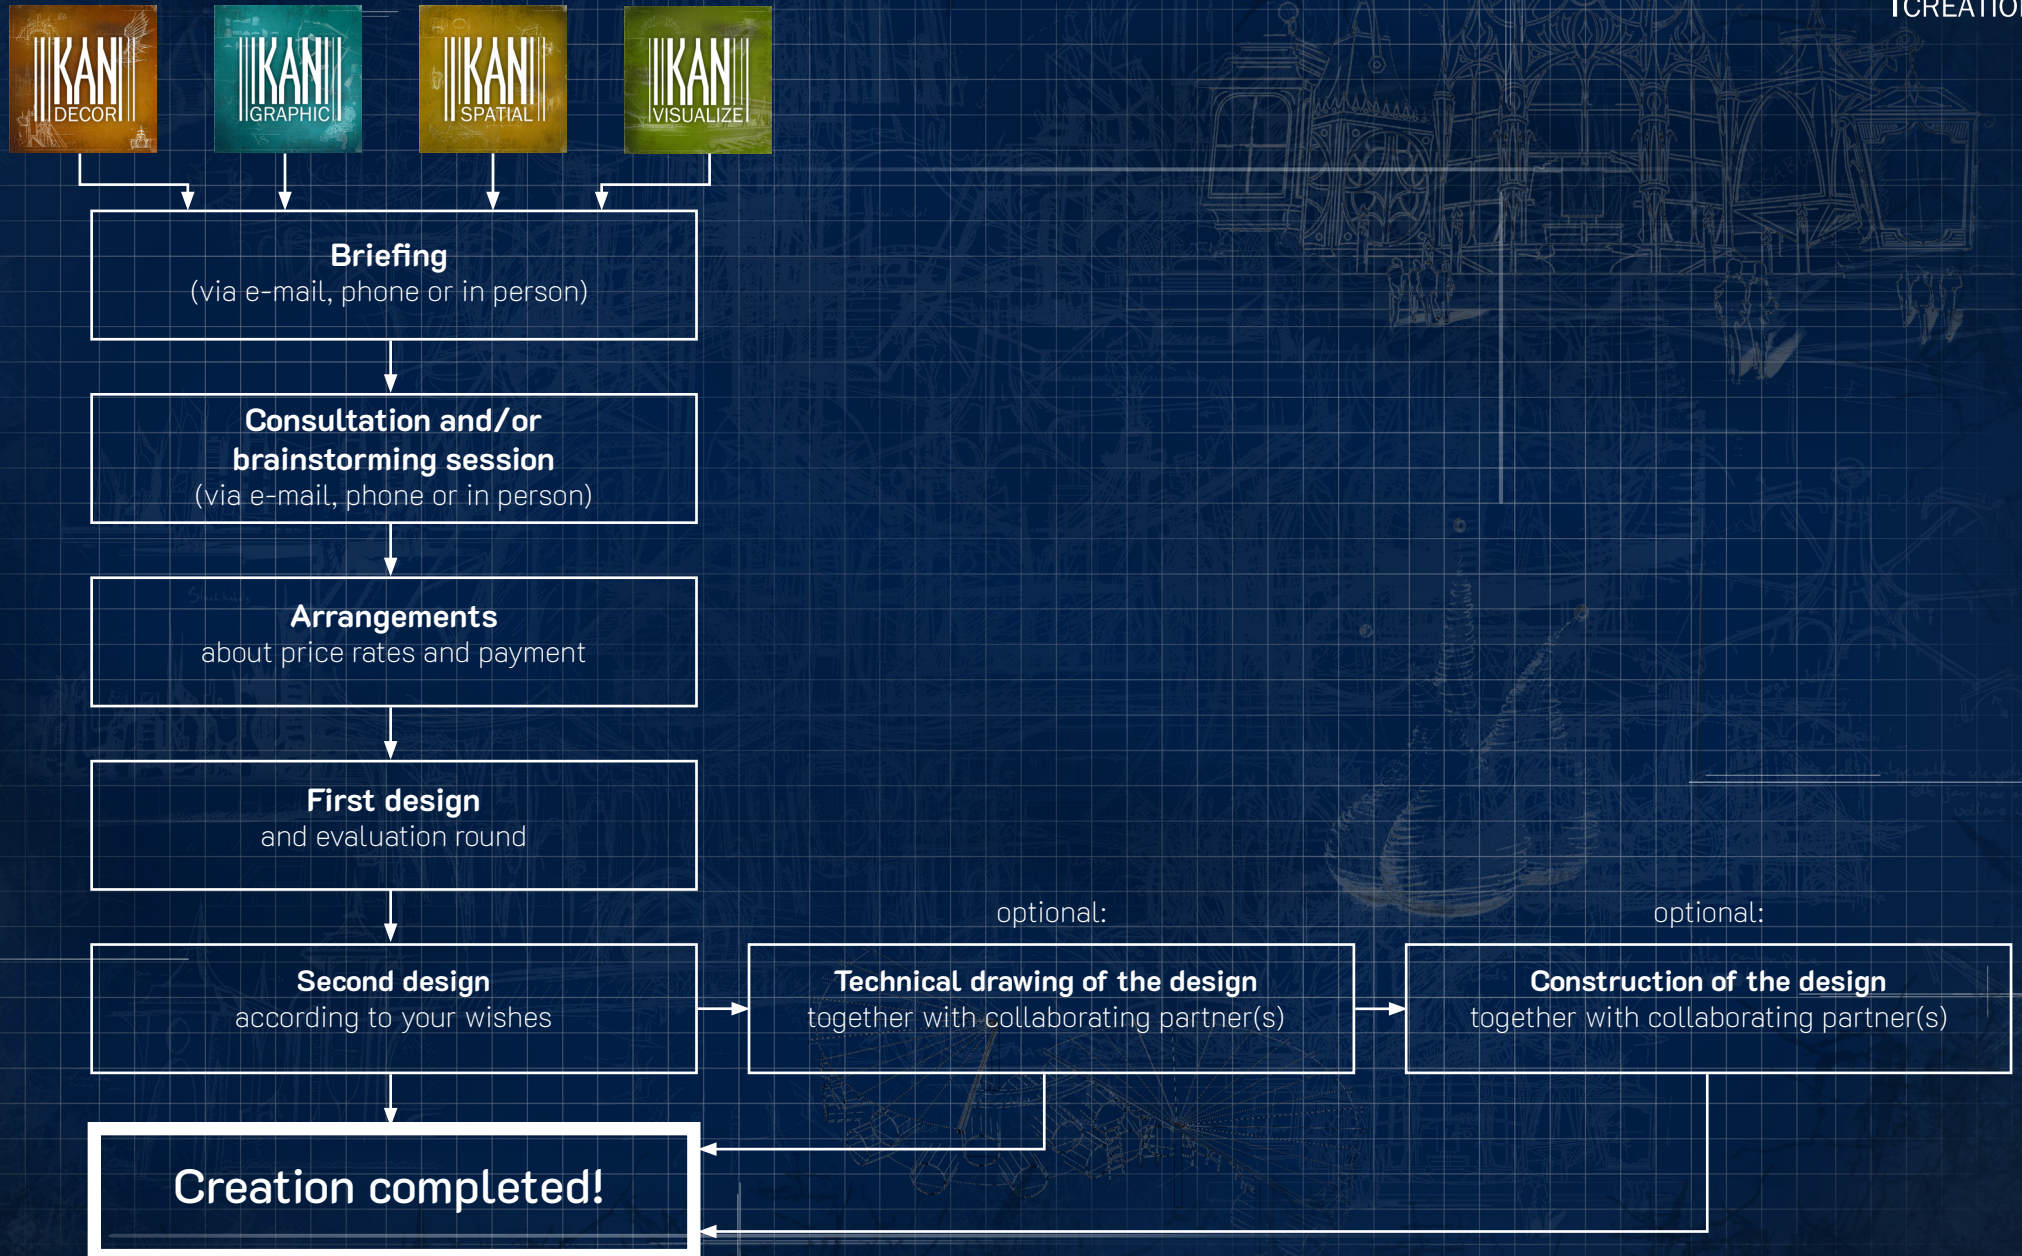 KAN
DECOR
KAN
GRAPHIC
KAN
SPATIAL
KAN
VISUALIZE
Briefing
(via e-mail, phone or in person)
Consultation and/or
brainstorming session
(via e-mail, phone or in person)
Arrangements
about price rates and payment
First design
and evaluation round
optional:
optional:
Second design
according to your wishes
Technical drawing of the design
together with collaborating partner(s)
Construction of the design
together with collaborating partner(s)
Creation completed!